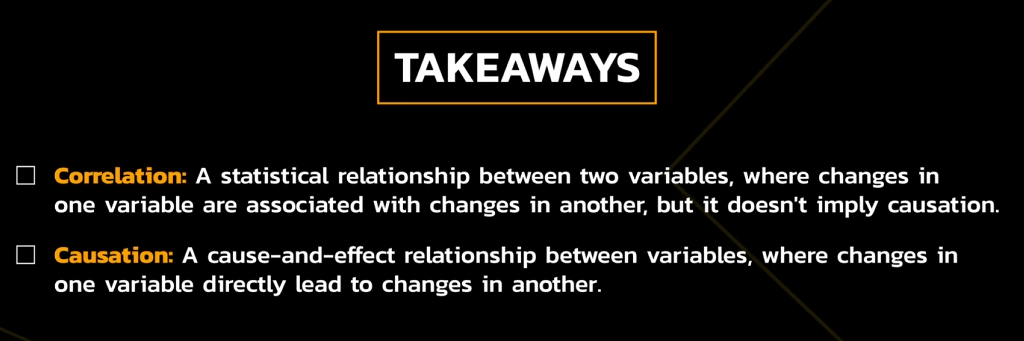 TAKEAWAYS
Correlation: A statistical relationship between two variables, where changes in
one variable are associated with changes in another, but it doesn't imply causation.
Causation: A cause-and-effect relationship between variables, where changes in
one variable directly lead to changes in another.